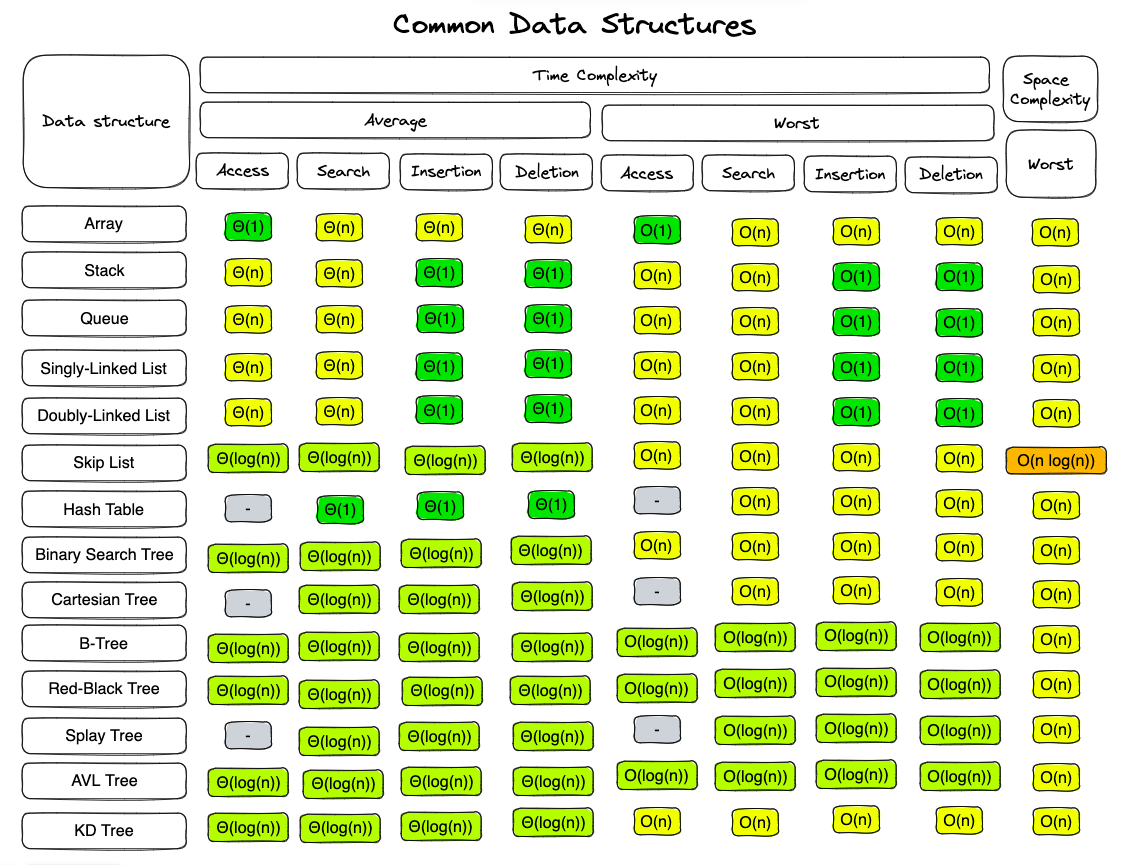 Common Data Structures
Data structure
Time Complexity
Space
Complexity
Average
Worst
Worst
Access
Search
Insertion
Deletion
Access
Search
Insertion
Deletion
Array Θ(1) Θ(n) Θ(n) Θ(n) O(1) O(n) O(n) O(n) O(n)
Stack Θ(n) Θ(n) Θ(1) Θ(1) O(n) O(n) O(1) O(1) O(n)
Queue Θ(n) Θ(n) Θ(1) Θ(1) O(n) O(n) O(1) O(1) O(n)
Singly-Linked List Θ(n) Θ(n) Θ(1) Θ(1) O(n) O(n) O(1) O(1) O(n)
Doubly-Linked List Θ(n) Θ(n) Θ(1) Θ(1) O(n) O(n) O(1) O(1) O(n)
Skip List Θ(log(n)) Θ(log(n)) Θ(log(n)) Θ(log(n)) O(n) O(n) O(n) O(n) O(n log(n))
Hash Table - Θ(1) Θ(1) Θ(1) - O(n) O(n) O(n) O(n)
Binary Search Tree Θ(log(n)) Θ(log(n)) Θ(log(n)) Θ(log(n)) O(n) O(n) O(n) O(n) O(n)
Cartesian Tree - Θ(log(n)) Θ(log(n)) Θ(log(n)) - O(n) O(n) O(n) O(n)
B-Tree Θ(log(n)) Θ(log(n)) Θ(log(n)) Θ(log(n)) O(log(n)) O(log(n)) O(log(n)) O(log(n)) O(n)
Red-Black Tree Θ(log(n)) Θ(log(n)) Θ(log(n)) Θ(log(n)) O(log(n)) O(log(n)) O(log(n)) O(log(n)) O(n)
Splay Tree - Θ(log(n)) Θ(log(n)) Θ(log(n)) - O(log(n)) O(log(n)) O(log(n)) O(n)
AVL Tree Θ(log(n)) Θ(log(n)) Θ(log(n)) Θ(log(n)) O(log(n)) O(log(n)) O(log(n)) O(log(n)) O(n)
KD Tree Θ(log(n)) Θ(log(n)) Θ(log(n)) Θ(log(n)) O(n) O(n) O(n) O(n) O(n)